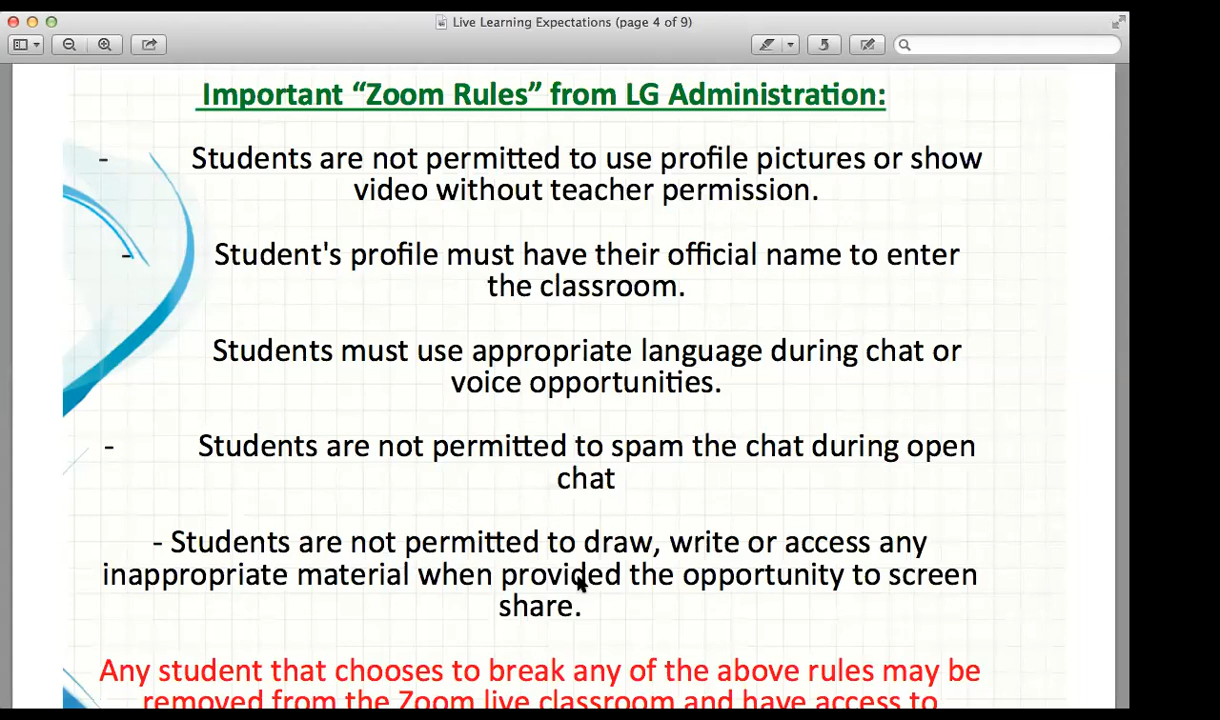 Live Learning Expectations (page 4 of 9)
Important “Zoom Rules” from LG Administration:
- Students are not permitted to use profile pictures or show
video without teacher permission.
- Student's profile must have their official name to enter
the classroom.
Students must use appropriate language during chat or
voice opportunities.
- Students are not permitted to spam the chat during open
chat
- Students are not permitted to draw, write or access any
inappropriate material when provided the opportunity to screen
share.
Any student that chooses to break any of the above rules may be
removed from the Zoom live classroom and have access to